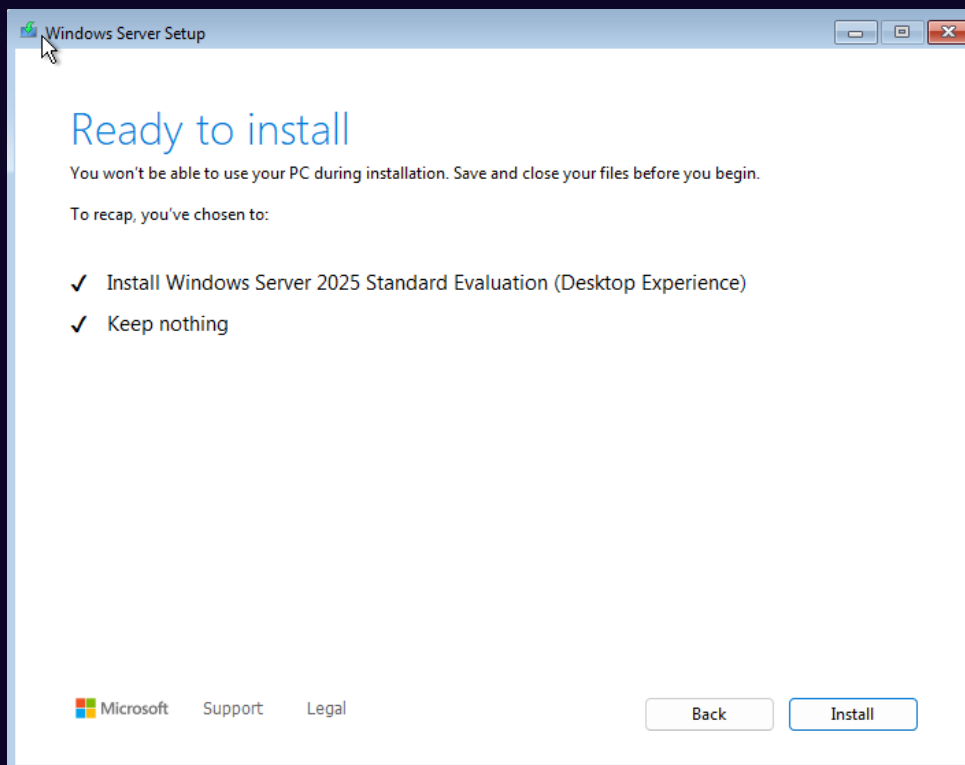 Windows Server Setup
Ready to install
You won't be able to use your PC during installation. Save and close your files before you begin.
To recap, you've chosen to:
✓ Install Windows Server 2025 Standard Evaluation (Desktop Experience)
✓ Keep nothing
Microsoft Support Legal Back Install